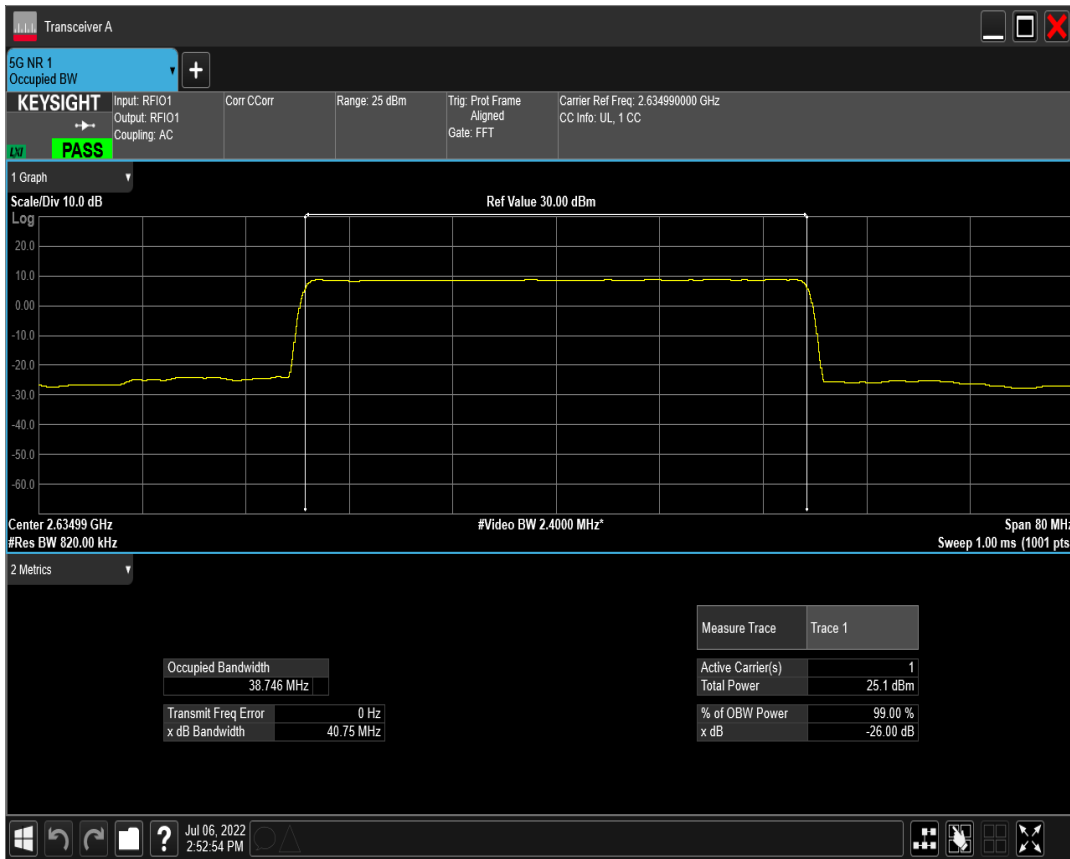 Transceiver A
5G NR 1
Occupied BW
KEYSIGHT
LXI
PASS
Input: RFIO1
Output: RFIO1
Coupling: AC
Corr CCorr
Range: 25 dBm
Trig: Prot Frame
Aligned
Gate: FFT
Carrier Ref Freq: 2.634990000 GHz
CC Info: UL, 1 CC
1 Graph
Scale/Div 10.0 dB
Ref Value 30.00 dBm
Log
20.0
10.0
0.00
-10.0
-20.0
-30.0
-40.0
-50.0
-60.0
Center 2.63499 GHz
#Video BW 2.4000 MHz*
Span 80 MHz
#Res BW 820.00 kHz
Sweep 1.00 ms (1001 pts
2 Metrics
Measure Trace Trace 1
Occupied Bandwidth
38.746 MHz
Active Carrier(s) 1
Total Power 25.1 dBm
Transmit Freq Error 0 Hz
x dB Bandwidth 40.75 MHz
% of OBW Power 99.00 %
x dB -26.00 dB
?
Jul 06, 2022
2:52:54 PM